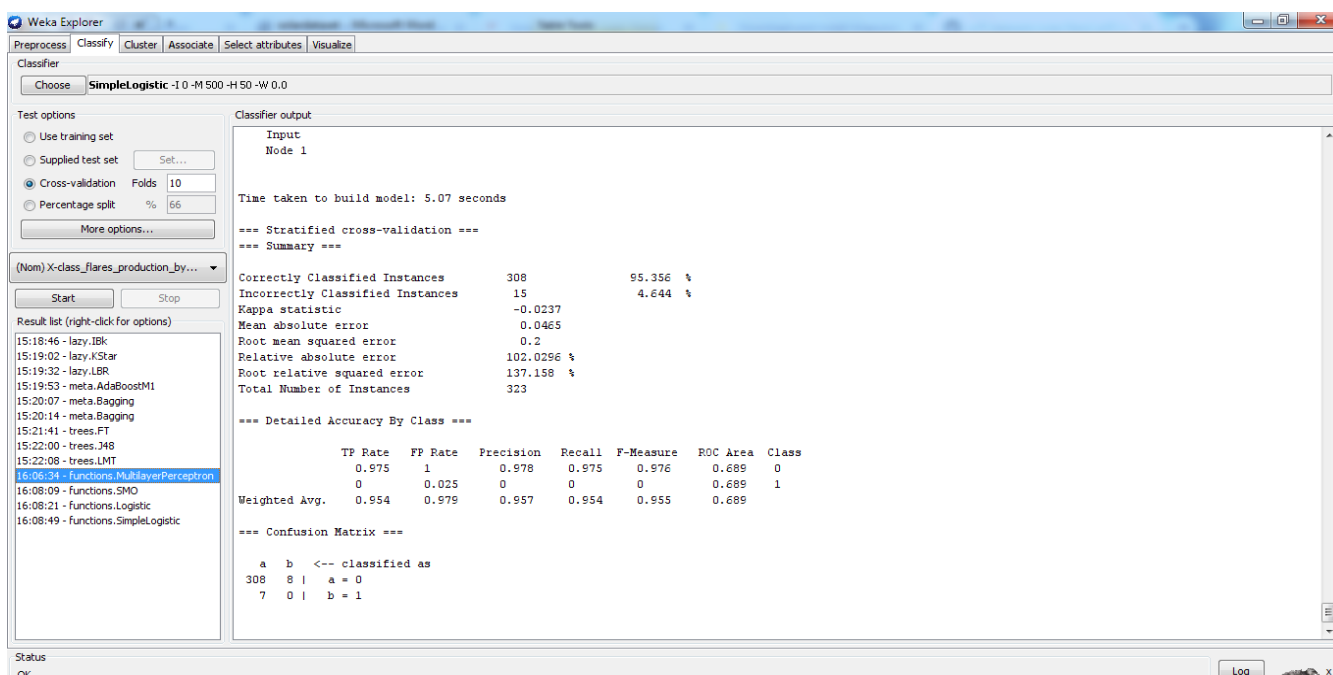 Weka Explorer
Preprocess Classify Cluster Associate Select attributes Visualize
Classifier
Choose SimpleLogistic -I 0 -M 500 -H 50 -W 0.0
Test options
Use training set
Supplied test set Set...
Cross-validation Folds 10
Percentage split % 66
More options...
(Nom) X-class_flares_production_by...
Start Stop
Result list (right-click for options)
15:18:46 - lazy.IBk
15:19:02 - lazy.KStar
15:19:32 - lazy.LBR
15:19:53 - meta.AdaBoostM1
15:20:07 - meta.Bagging
15:20:14 - meta.Bagging
15:21:41 - trees.FT
15:22:00 - trees.J48
15:22:08 - trees.LMT
16:06:34 - functions.MultilayerPerceptron
16:08:09 - functions.SMO
16:08:21 - functions.Logistic
16:08:49 - functions.SimpleLogistic
Classifier output
Input
Node 1
Time taken to build model: 5.07 seconds
=== Stratified cross-validation ===
=== Summary ===
Correctly Classified Instances 308 95.356 %
Incorrectly Classified Instances 15 4.644 %
Kappa statistic -0.0237
Mean absolute error 0.0465
Root mean squared error 0.2
Relative absolute error 102.0296 %
Root relative squared error 137.158 %
Total Number of Instances 323
=== Detailed Accuracy By Class ===
TP Rate FP Rate Precision Recall F-Measure ROC Area Class
0.975 1 0.978 0.975 0.976 0.689 0
0 0.025 0 0 0 0.689 1
Weighted Avg. 0.954 0.979 0.957 0.954 0.955 0.689
=== Confusion Matrix ===
a b <-- classified as
308 8 | a = 0
7 0 | b = 1
Status
OK
Log
x